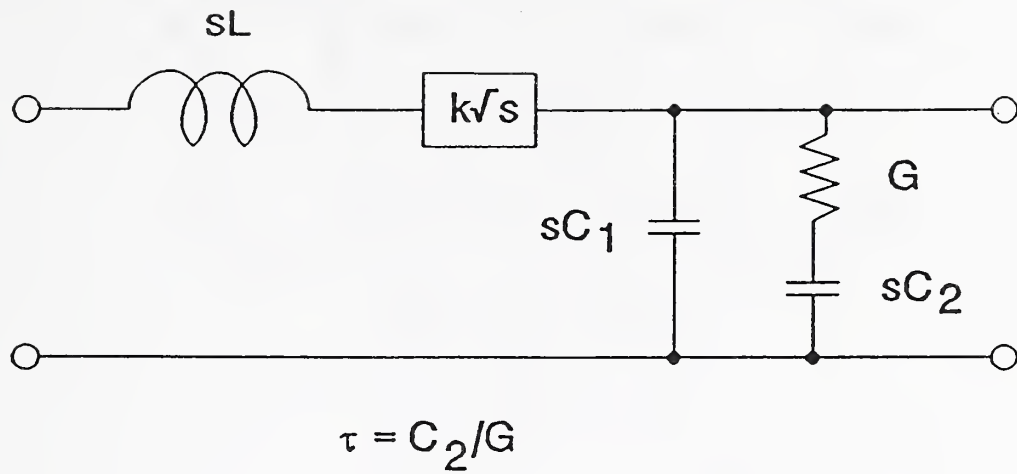 sL
k√s
G
sC₁
sC₂
τ = C₂/G